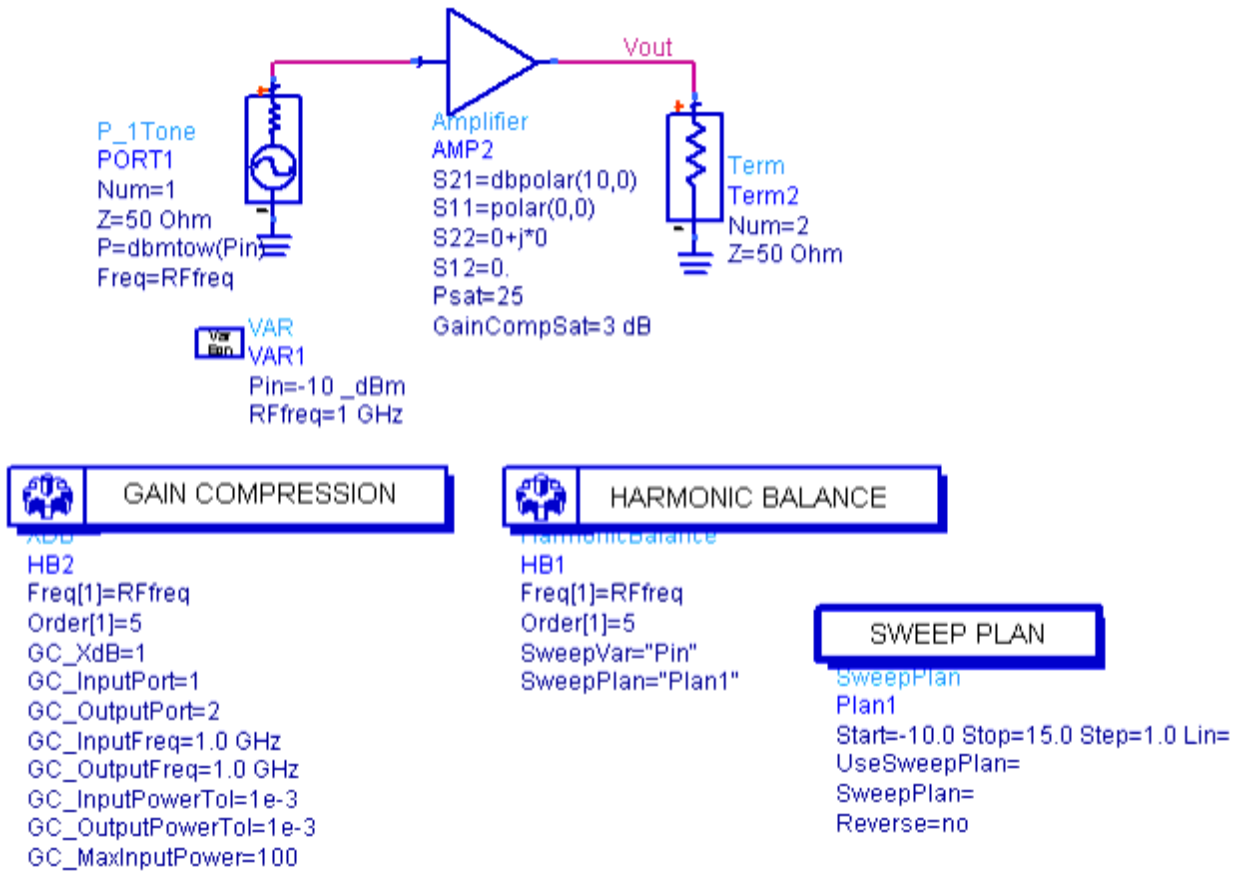 Vout
P_1Tone
PORT1
Num=1
Z=50 Ohm
P=dbmtow(Pin)
Freq=RFfreq
Amplifier
AMP2
S21=dbpolar(10,0)
S11=polar(0,0)
S22=0+j*0
S12=0.
Psat=25
GainCompSat=3 dB
Term
Term2
Num=2
Z=50 Ohm
Var
Eqn
VAR
VAR1
Pin=-10 _dBm
RFfreq=1 GHz
GAIN COMPRESSION
XDB
HB2
Freq[1]=RFfreq
Order[1]=5
GC_XdB=1
GC_InputPort=1
GC_OutputPort=2
GC_InputFreq=1.0 GHz
GC_OutputFreq=1.0 GHz
GC_InputPowerTol=1e-3
GC_OutputPowerTol=1e-3
GC_MaxInputPower=100
HARMONIC BALANCE
HarmonicBalance
HB1
Freq[1]=RFfreq
Order[1]=5
SweepVar="Pin"
SweepPlan="Plan1"
SWEEP PLAN
SweepPlan
Plan1
Start=-10.0 Stop=15.0 Step=1.0 Lin=
UseSweepPlan=
SweepPlan=
Reverse=no